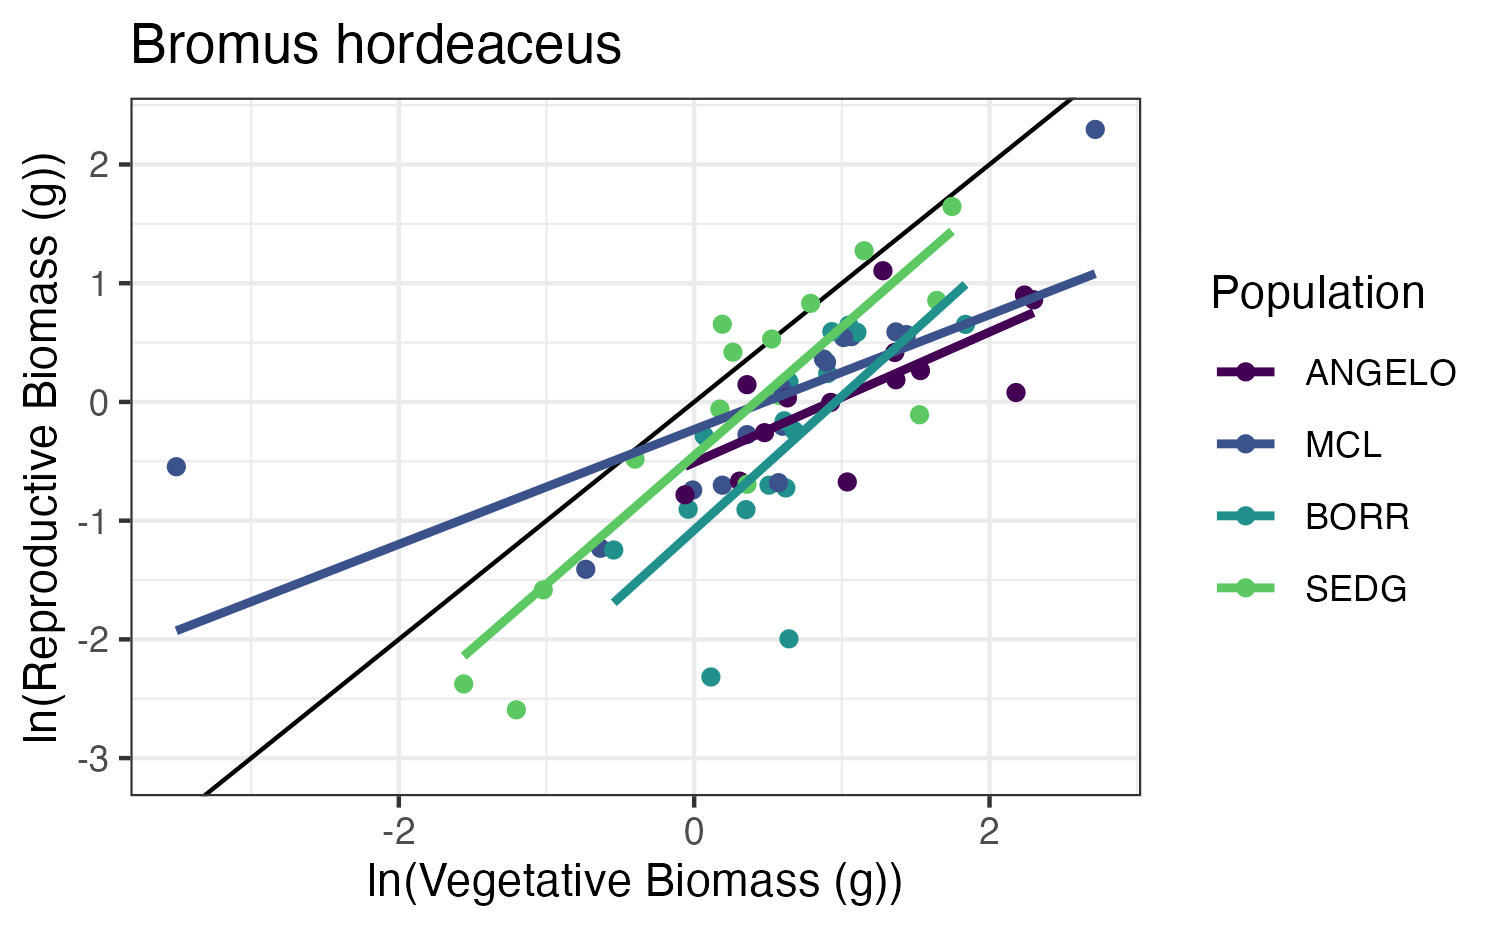 Bromus hordeaceus
ln(Reproductive Biomass (g))
2
1
0
-1
-2
-3
-2
0
2
ln(Vegetative Biomass (g))
Population
ANGELO
MCL
BORR
SEDG